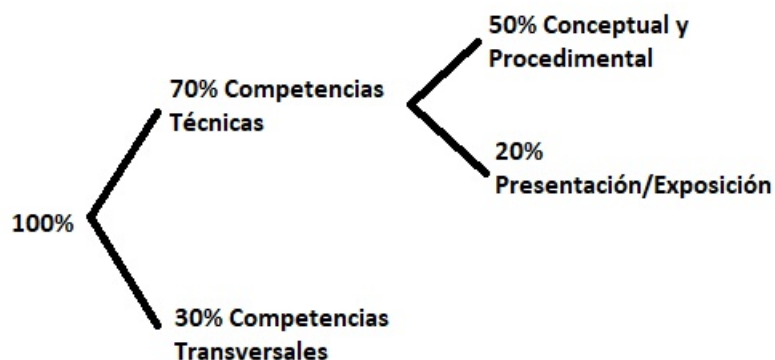 50% Conceptual y
Procedimental
70% Competencias
Técnicas
20%
Presentación/Exposición
100%
30% Competencias
Transversales